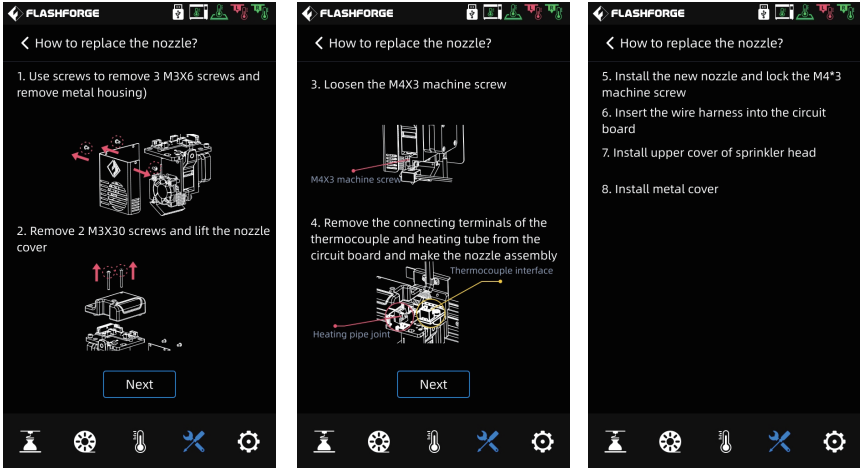 FLASHFORGE
How to replace the nozzle?
1. Use screws to remove 3 M3X6 screws and
remove metal housing)
2. Remove 2 M3X30 screws and lift the nozzle
cover
Next
FLASHFORGE
How to replace the nozzle?
3. Loosen the M4X3 machine screw
M4X3 machine screw
4. Remove the connecting terminals of the
thermocouple and heating tube from the
circuit board and make the nozzle assembly
Thermocouple interface
Heating pipe joint
Next
FLASHFORGE
How to replace the nozzle?
5. Install the new nozzle and lock the M4*3
machine screw
6. Insert the wire harness into the circuit
board
7. Install upper cover of sprinkler head
8. Install metal cover